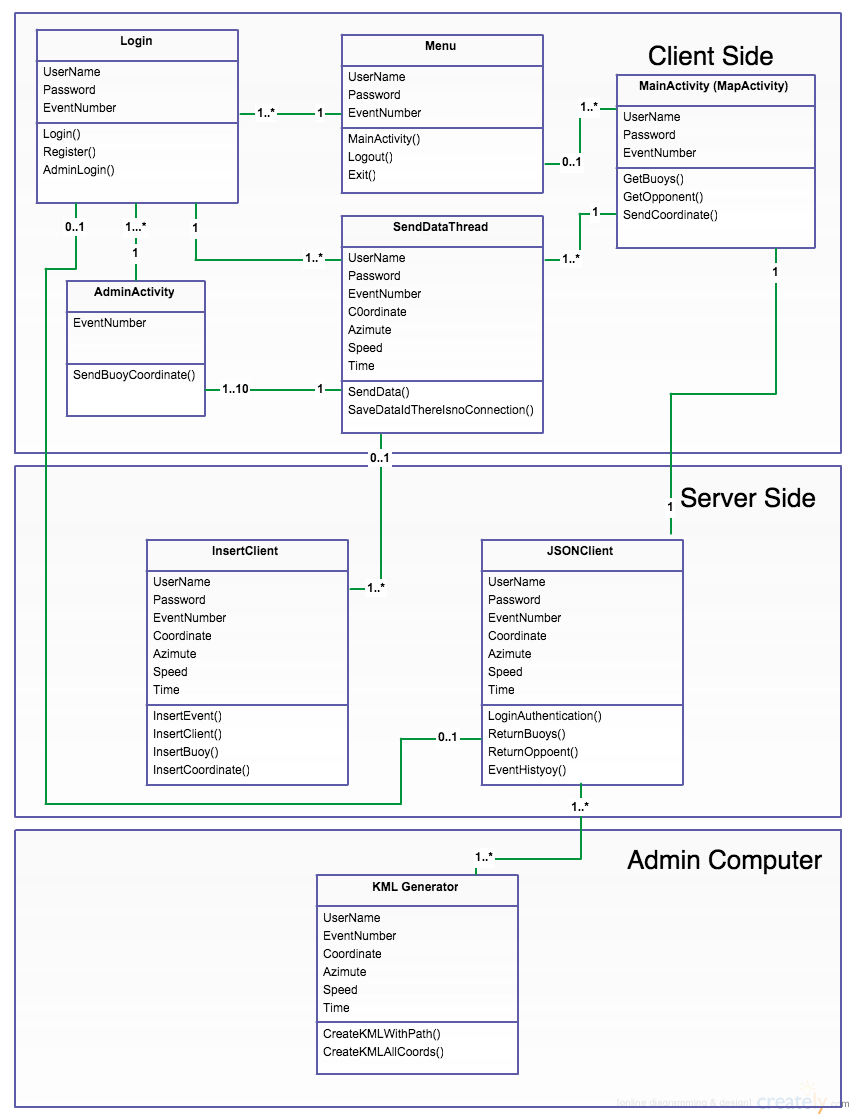 Client Side
Login
UserName
Password
EventNumber
Login()
Register()
AdminLogin()
1..*
1
Menu
UserName
Password
EventNumber
MainActivity()
Logout()
Exit()
1..*
0..1
MainActivity (MapActivity)
UserName
Password
EventNumber
GetBuoys()
GetOpponent()
SendCoordinate()
0..1
1...*
1
1
1..*
1
1..*
1
SendDataThread
UserName
Password
EventNumber
C0ordinate
Azimute
Speed
Time
SendData()
SaveDataIdThereIsnoConnection()
AdminActivity
EventNumber
SendBuoyCoordinate()
1..10
1
0..1
Server Side
1
1..*
InsertClient
UserName
Password
EventNumber
Coordinate
Azimute
Speed
Time
InsertEvent()
InsertClient()
InsertBuoy()
InsertCoordinate()
JSONClient
UserName
Password
EventNumber
Coordinate
Azimute
Speed
Time
LoginAuthentication()
ReturnBuoys()
ReturnOppoent()
EventHistyoy()
0..1
1..*
Admin Computer
1..*
KML Generator
UserName
EventNumber
Coordinate
Azimute
Speed
Time
CreateKMLWithPath()
CreateKMLAllCoords()
[online diagramming & design] creately.com